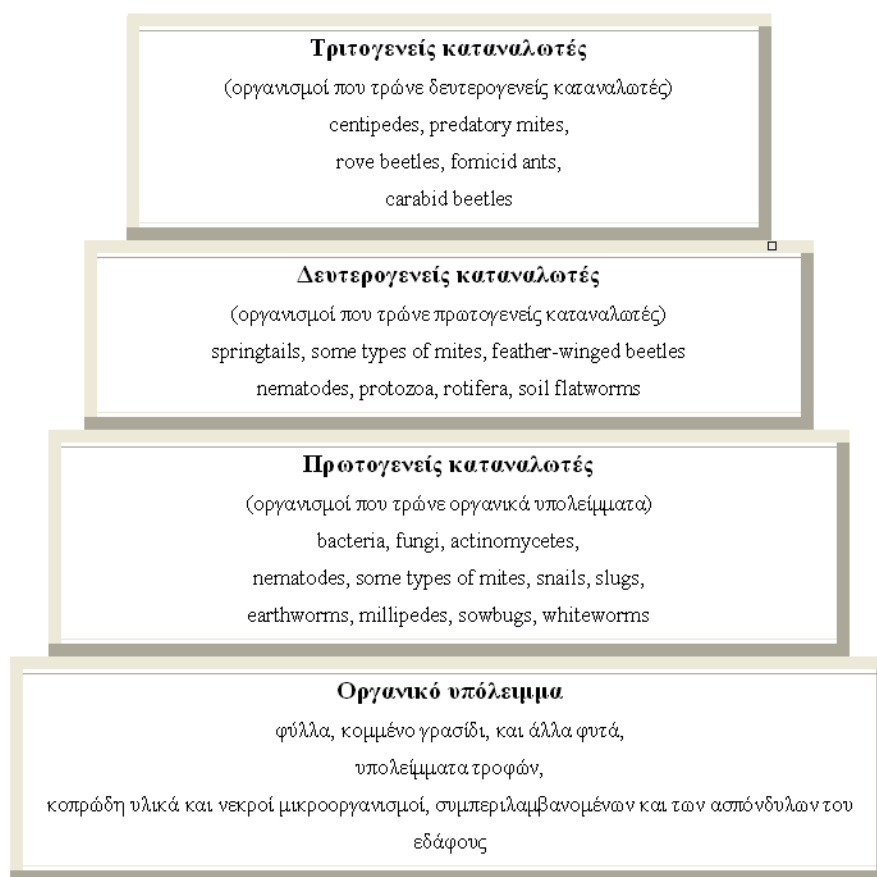 Τριτογενείς καταναλωτές
(οργανισμοί που τρώνε δευτερογενείς καταναλωτές)
centipedes, predatory mites,
rove beetles, fomicid ants,
carabid beetles
Δευτερογενείς καταναλωτές
(οργανισμοί που τρώνε πρωτογενείς καταναλωτές)
springtails, some types of mites, feather-winged beetles
nematodes, protozoa, rotifera, soil flatworms
Πρωτογενείς καταναλωτές
(οργανισμοί που τρώνε οργανικά υπολείμματα)
bacteria, fungi, actinomycetes,
nematodes, some types of mites, snails, slugs,
earthworms, millipedes, sowbugs, whiteworms
Οργανικό υπόλειμμα
φύλλα, κομμένο γρασίδι, και άλλα φυτά,
υπολείμματα τροφών,
κοπρώδη υλικά και νεκροί μικροοργανισμοί, συμπεριλαμβανομένων και των ασπόνδυλων του
εδάφους